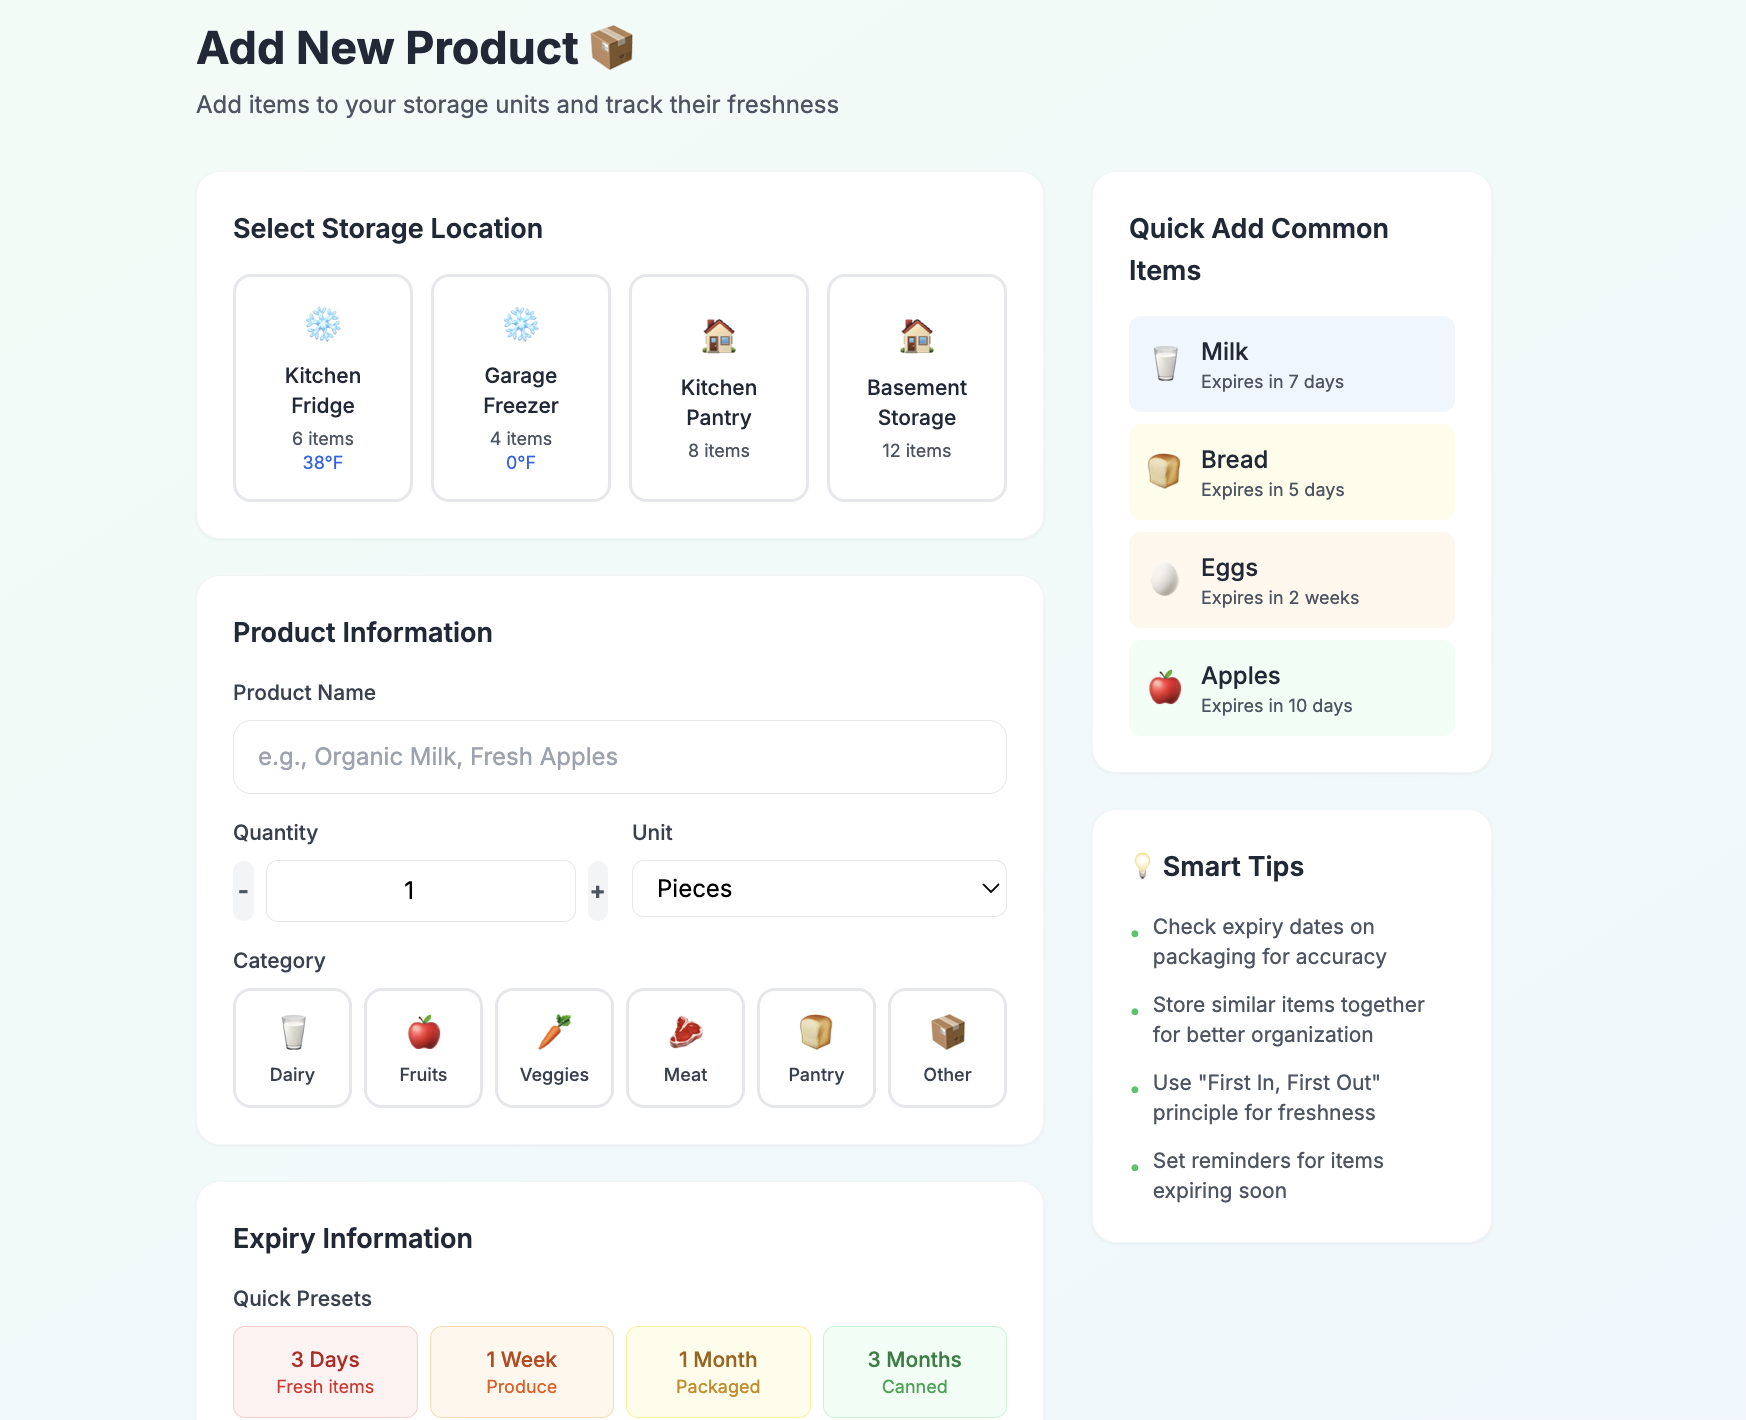 Add New Product
Add items to your storage units and track their freshness
Select Storage Location
Kitchen
Fridge
6 items
38°F
Garage
Freezer
4 items
0°F
Kitchen
Pantry
8 items
Basement
Storage
12 items
Product Information
Product Name
e.g., Organic Milk, Fresh Apples
Quantity
-
1
+
Unit
Pieces
Category
Dairy
Fruits
Veggies
Meat
Pantry
Other
Expiry Information
Quick Presets
3 Days
Fresh items
1 Week
Produce
1 Month
Packaged
3 Months
Canned
Quick Add Common
Items
Milk
Expires in 7 days
Bread
Expires in 5 days
Eggs
Expires in 2 weeks
Apples
Expires in 10 days
Smart Tips
• Check expiry dates on
packaging for accuracy
• Store similar items together
for better organization
• Use "First In, First Out"
principle for freshness
• Set reminders for items
expiring soon